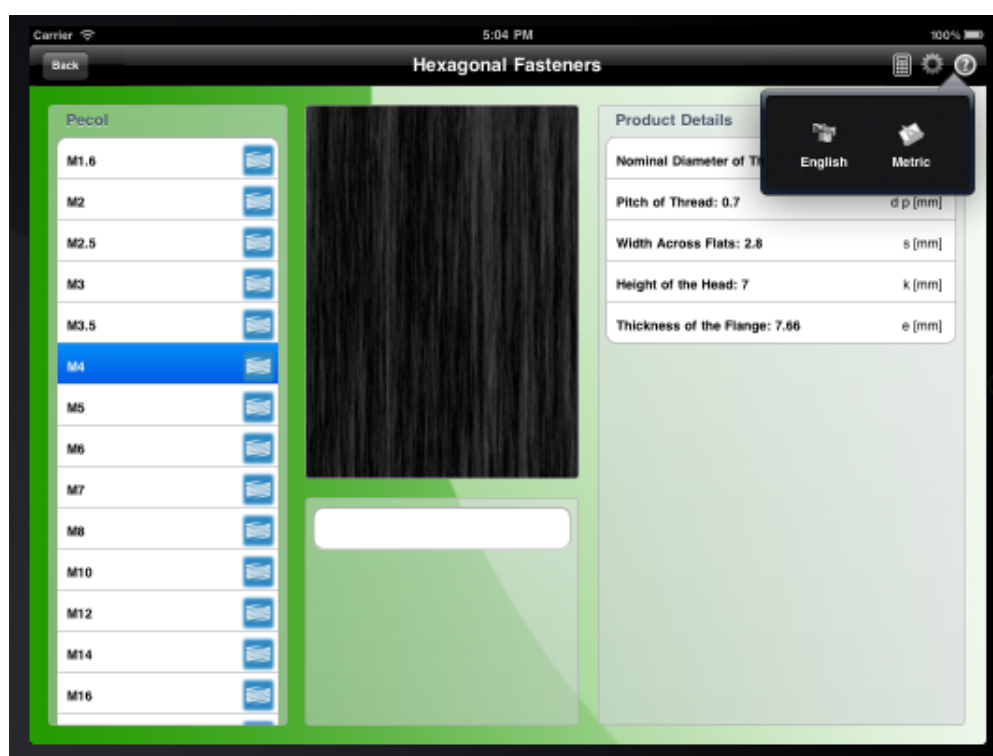 Carrier
5:04 PM
100%
Back
Hexagonal Fasteners
Pecol
M1.6
M2
M2.5
M3
M3.5
M4
M5
M6
M7
M8
M10
M12
M14
M16
Product Details
Nominal Diameter of
Pitch of Thread: 0.7 d p [mm]
Width Across Flats: 2.8 s [mm]
Height of the Head: 7 k [mm]
Thickness of the Flange: 7.66 e [mm]
English
Metric